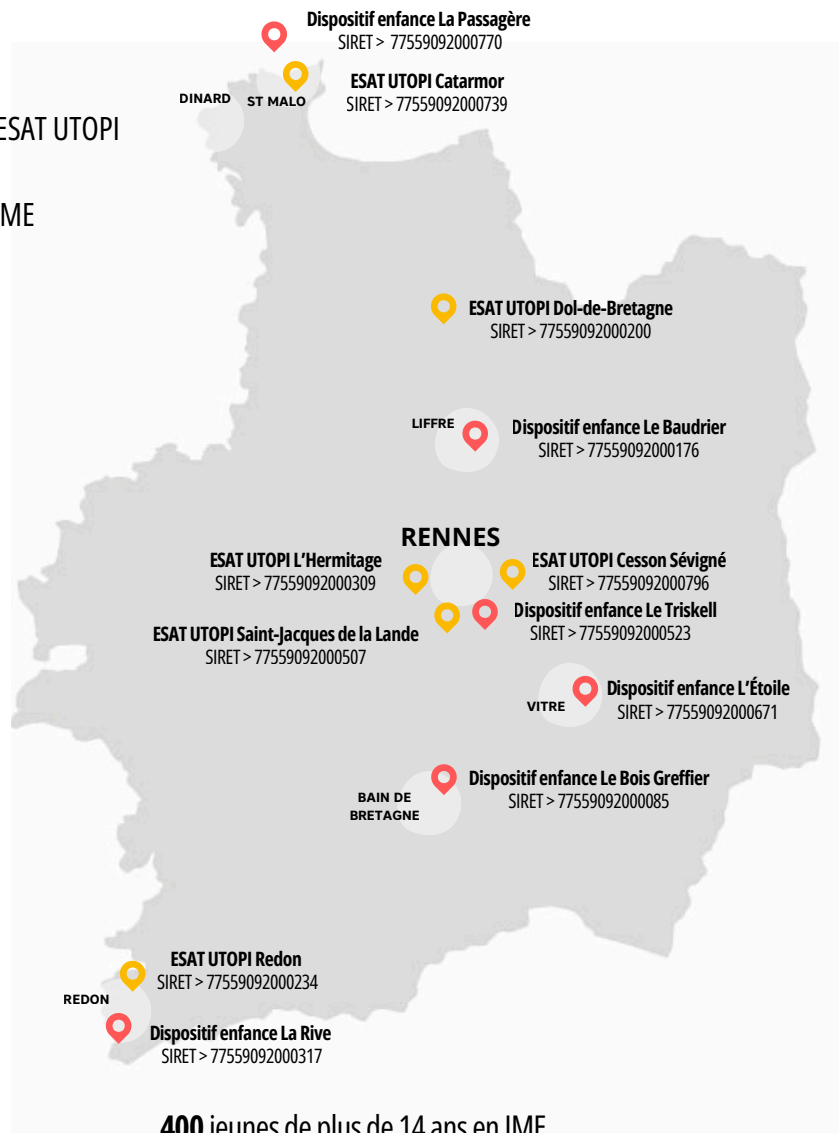 Dispositif enfance La Passagère
SIRET > 77559092000770
ESAT UTOPI Catarmor
SIRET > 77559092000739
DINARD
ST MALO
ESAT UTOPI
ME
ESAT UTOPI Dol-de-Bretagne
SIRET > 77559092000200
LIFFRE
Dispositif enfance Le Baudrier
SIRET > 77559092000176
RENNES
ESAT UTOPI L'Hermitage
SIRET > 77559092000309
ESAT UTOPI Cesson Sévigné
SIRET > 77559092000796
Dispositif enfance Le Triskell
SIRET > 77559092000523
ESAT UTOPI Saint-Jacques de la Lande
SIRET > 77559092000507
VITRE
Dispositif enfance L'Étoile
SIRET > 77559092000671
Dispositif enfance Le Bois Greffier
SIRET > 77559092000085
BAIN DE
BRETAGNE
ESAT UTOPI Redon
SIRET > 77559092000234
REDON
Dispositif enfance La Rive
SIRET > 77559092000317
400 jeunes de plus de 14 ans en IME